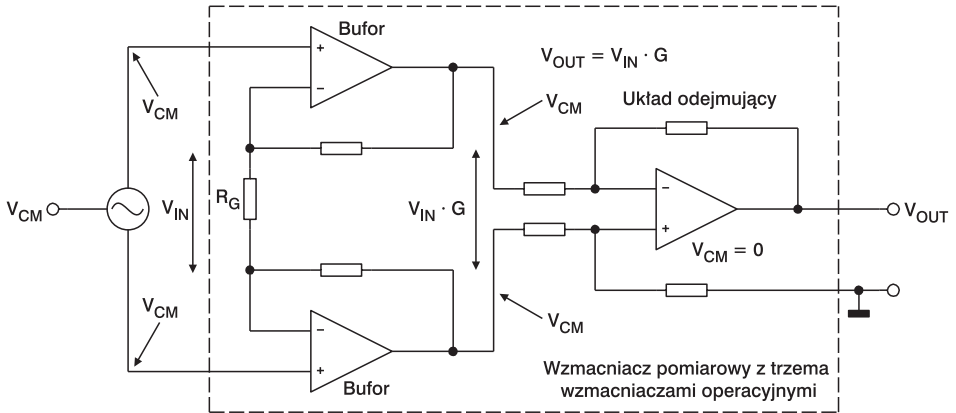 Bufor
+
−
V_OUT = V_IN · G
V_CM
V_CM
Układ odejmujący
V_CM
V_IN
R_G
V_IN · G
−
+
V_OUT
V_CM = 0
V_CM
V_CM
−
+
Bufor
Wzmacniacz pomiarowy z trzema
wzmacniaczami operacyjnymi